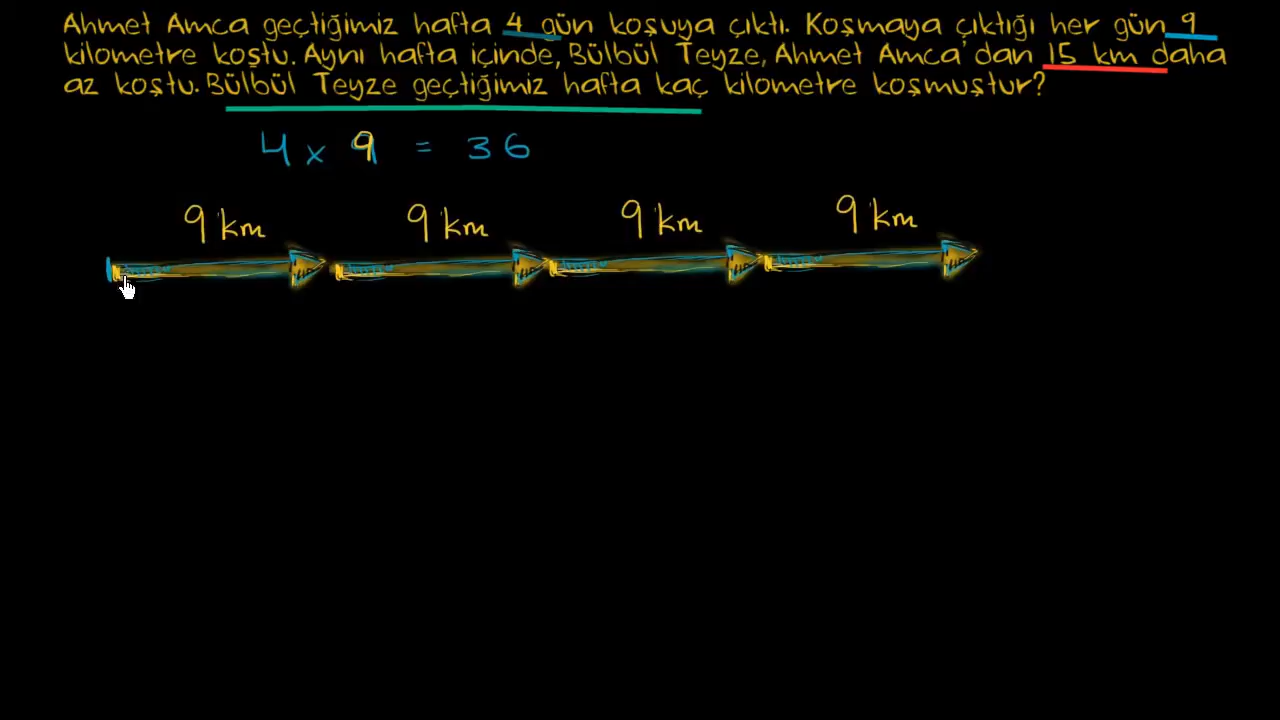 Ahmet Amca geçtiğimiz hafta 4 gün koşuya çıktı. Koşmaya çıktığı her gün 9
kilometre koştu. Aynı hafta içinde, Bülbül Teyze, Ahmet Amca'dan 15 km daha
az koştu. Bülbül Teyze geçtiğimiz hafta kaç kilometre koşmuştur?
4 x 9 = 36
9 km 9 km 9 km 9 km